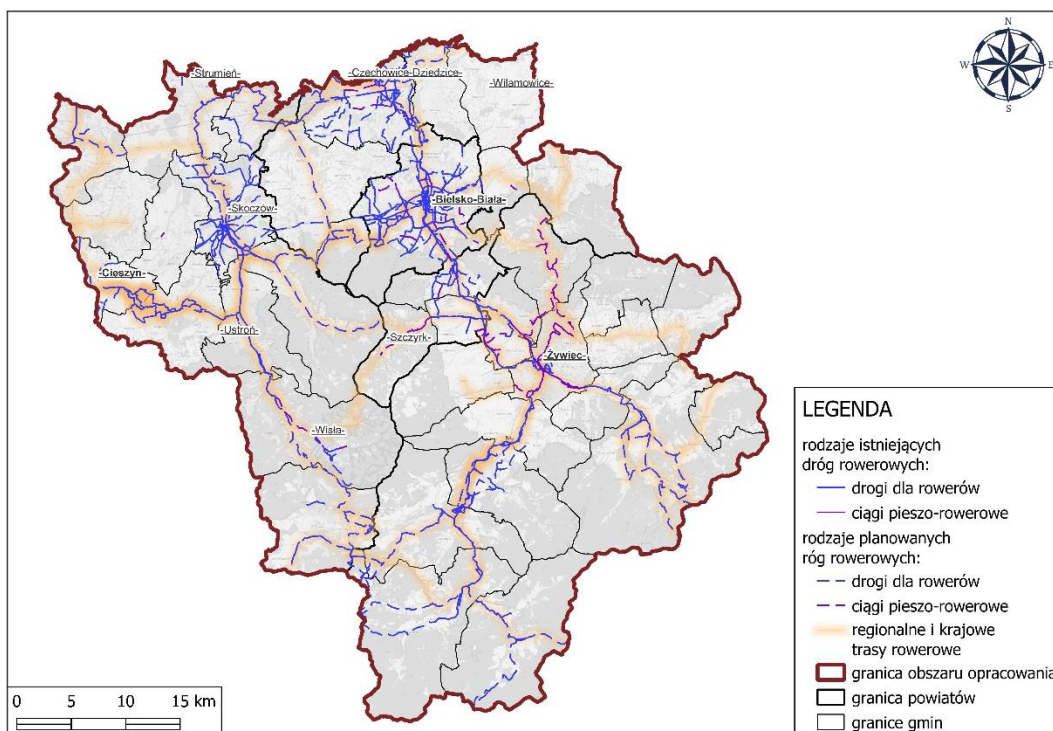 N
W E
S
-Strumień-
-Czechowice-Dziedzice-
-Wilamowice-
-Bielsko-Biała-
-Skoczów-
-Cieszyn-
-Ustroń-
-Szczyrk-
-Żywiec-
-Wisła-
LEGENDA
rodzaje istniejących
dróg rowerowych:
drogi dla rowerów
ciągi pieszo-rowerowe
rodzaje planowanych
róg rowerowych:
drogi dla rowerów
ciągi pieszo-rowerowe
regionalne i krajowe
trasy rowerowe
granica obszaru opracowania
granica powiatów
granice gmin
0 5 10 15 km